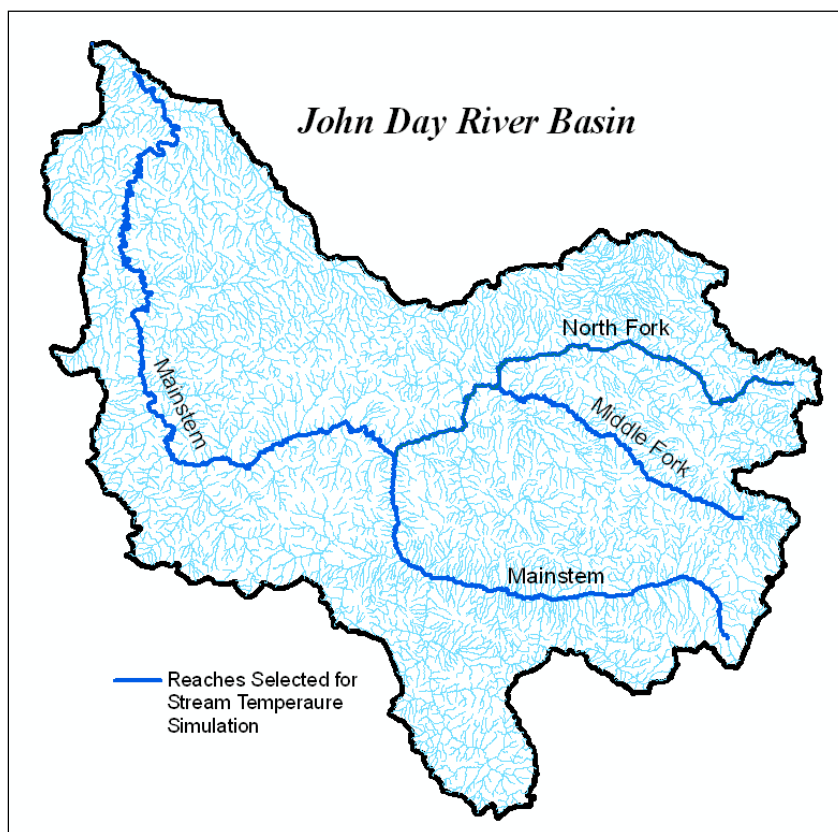 John Day River Basin
North Fork
Middle Fork
Mainstem
Mainstem
Reaches Selected for
Stream Temperaure
Simulation